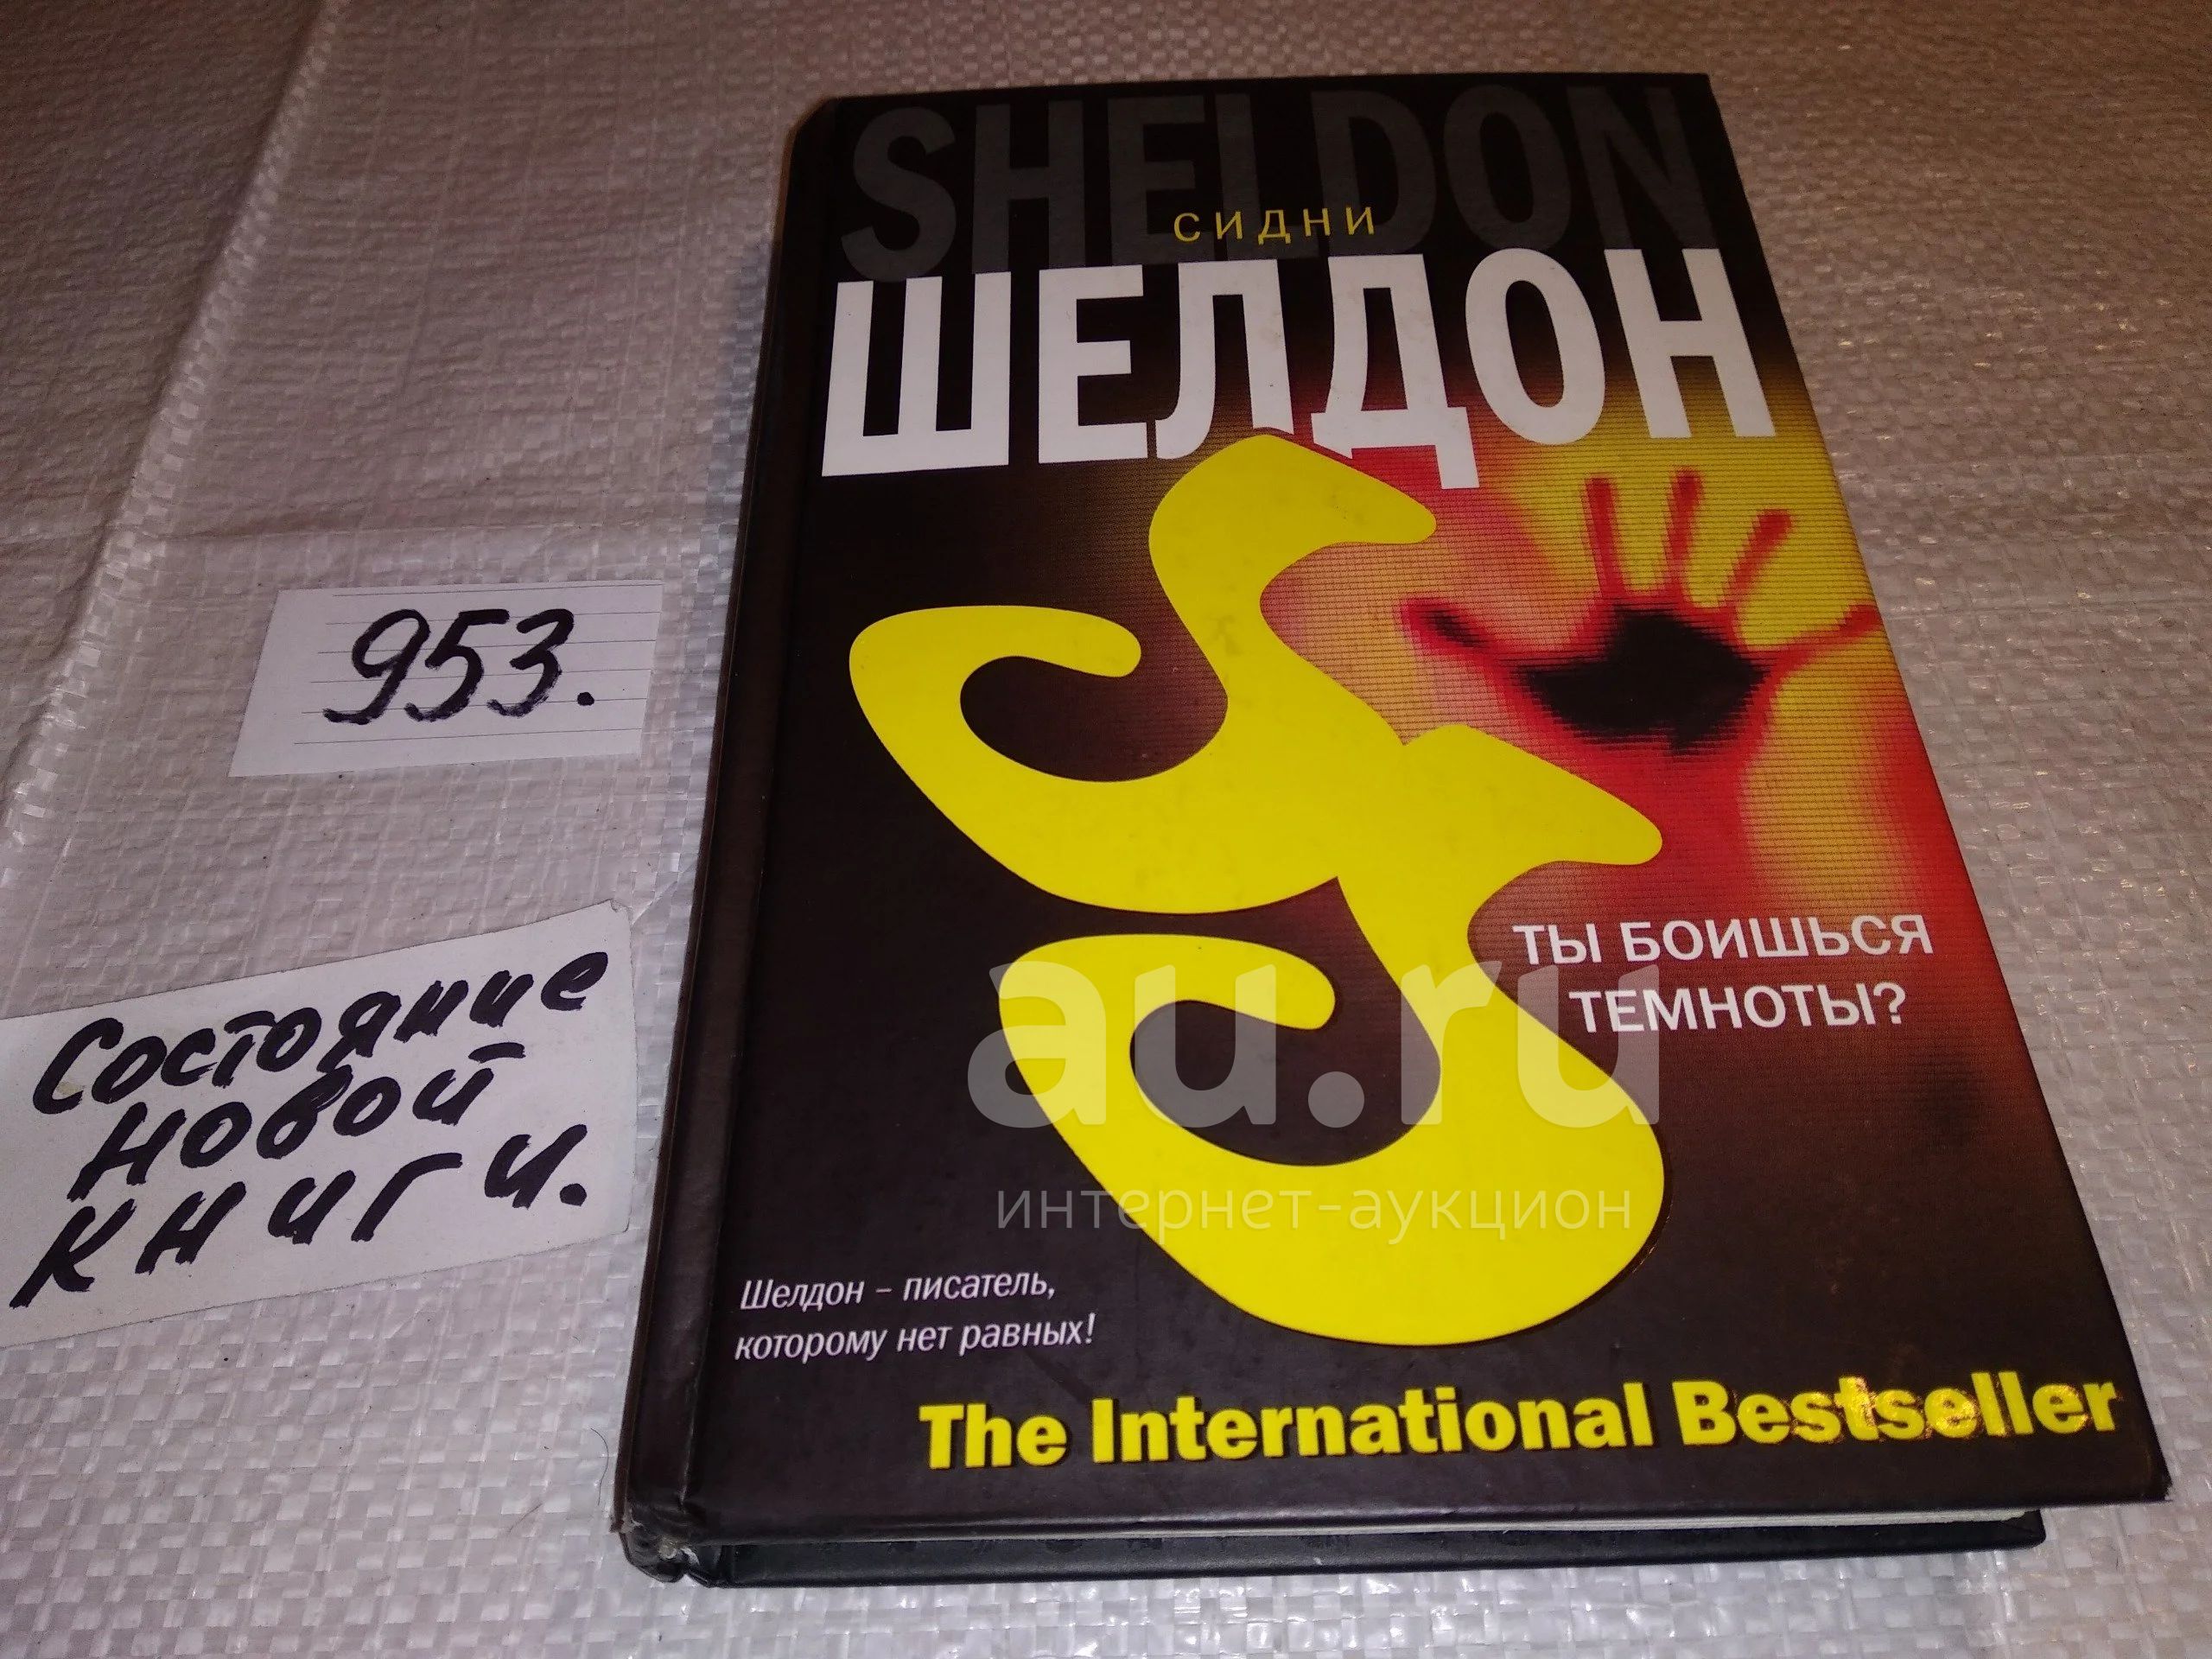 SHELDON
СИДНИ
ШЕЛДОН
953.
ТЫ БОИШЬСЯ
ТЕМНОТЫ?
au.ru
интернет-аукцион
Состояние
новой
книги.
Шелдон – писатель,
которому нет равных!
The International Bestseller